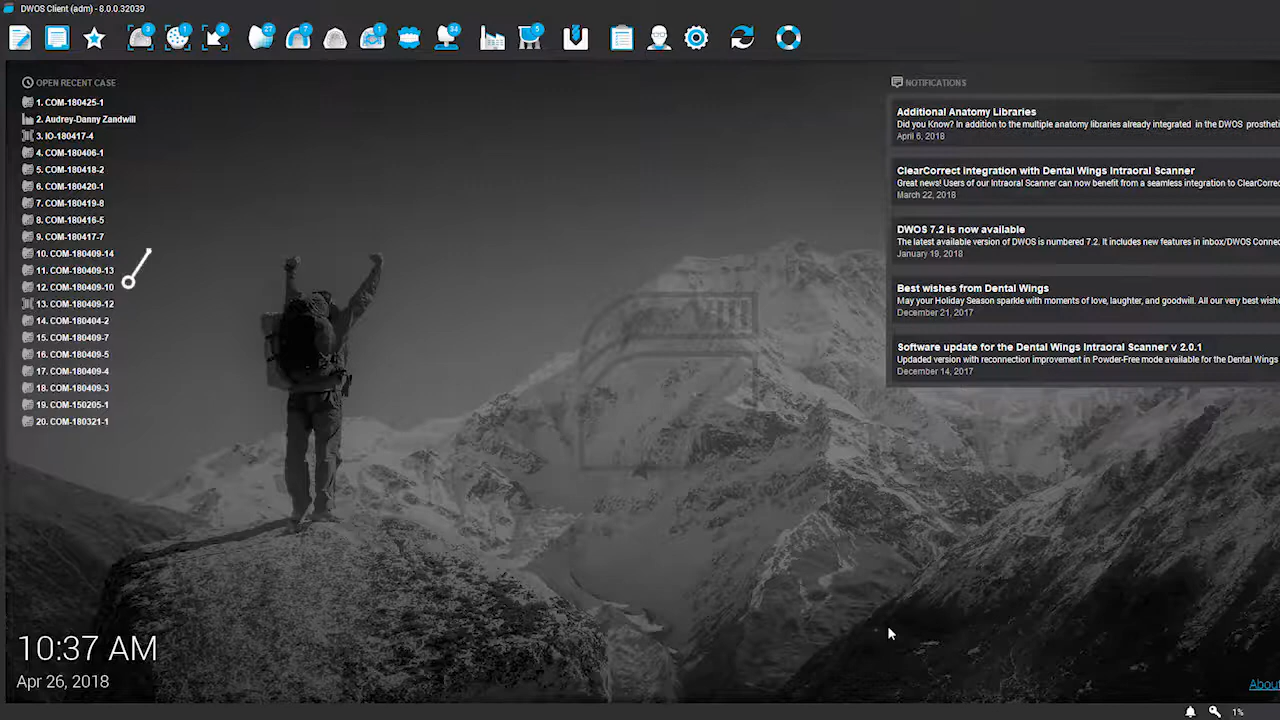 DWOS Client (adm) - 8.0.0.32039
3
1
3
27
7
1
34
5
OPEN RECENT CASE
1. COM-180425-1
2. Audrey-Danny Zandwill
3. IO-180417-4
4. COM-180406-1
5. COM-180418-2
6. COM-180420-1
7. COM-180419-8
8. COM-180416-5
9. COM-180417-7
10. COM-180409-14
11. COM-180409-13
12. COM-180409-10
13. COM-180409-12
14. COM-180404-2
15. COM-180409-7
16. COM-180409-5
17. COM-180409-4
18. COM-180409-3
19. COM-150205-1
20. COM-180321-1
NOTIFICATIONS
Additional Anatomy Libraries
Did you Know? In addition to the multiple anatomy libraries already integrated in the DWOS prosthetic
April 6, 2018
ClearCorrect Integration with Dental Wings Intraoral Scanner
Great news! Users of our Intraoral Scanner can now benefit from a seamless integration to ClearCorrec
March 22, 2018
DWOS 7.2 is now available
The latest available version of DWOS is numbered 7.2. It includes new features in inbox/DWOS Connec
January 19, 2018
Best wishes from Dental Wings
May your Holiday Season sparkle with moments of love, laughter, and goodwill. All our very best wishe
December 21, 2017
Software update for the Dental Wings Intraoral Scanner v 2.0.1
Updaded version with reconnection improvement in Powder-Free mode available for the Dental Wings
December 14, 2017
10:37 AM
Apr 26, 2018
About
1%